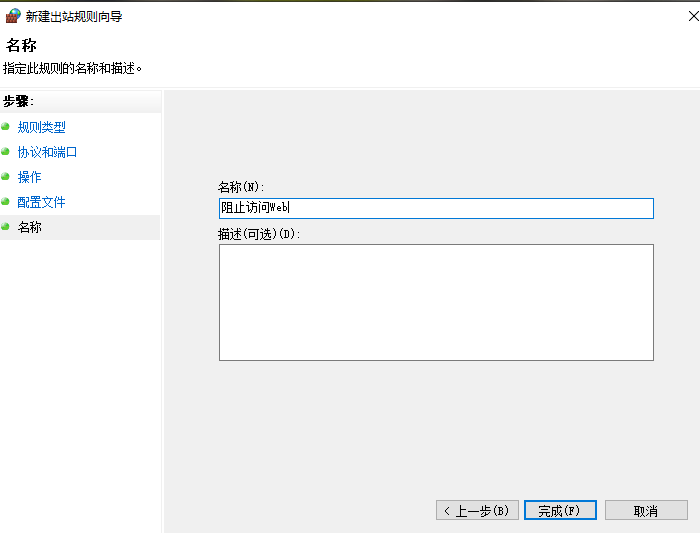 新建出站规则向导
名称
指定此规则的名称和描述。
步骤:
规则类型
协议和端口
操作
配置文件
名称
名称(N):
阻止访问Web
描述(可选)(D):
< 上一步(B)
完成(F)
取消